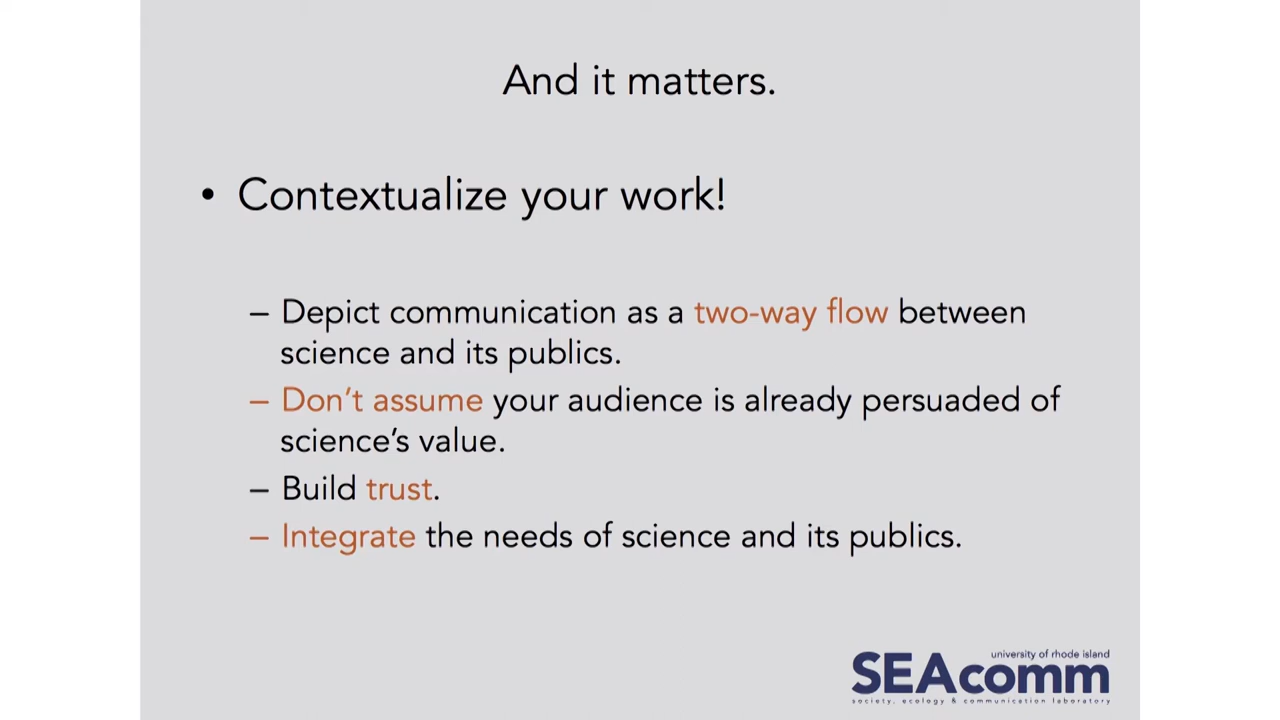 And it matters.
• Contextualize your work!
– Depict communication as a two-way flow between
science and its publics.
– Don't assume your audience is already persuaded of
science's value.
– Build trust.
– Integrate the needs of science and its publics.
university of rhode island
SEAcomm
society, ecology & communication laboratory